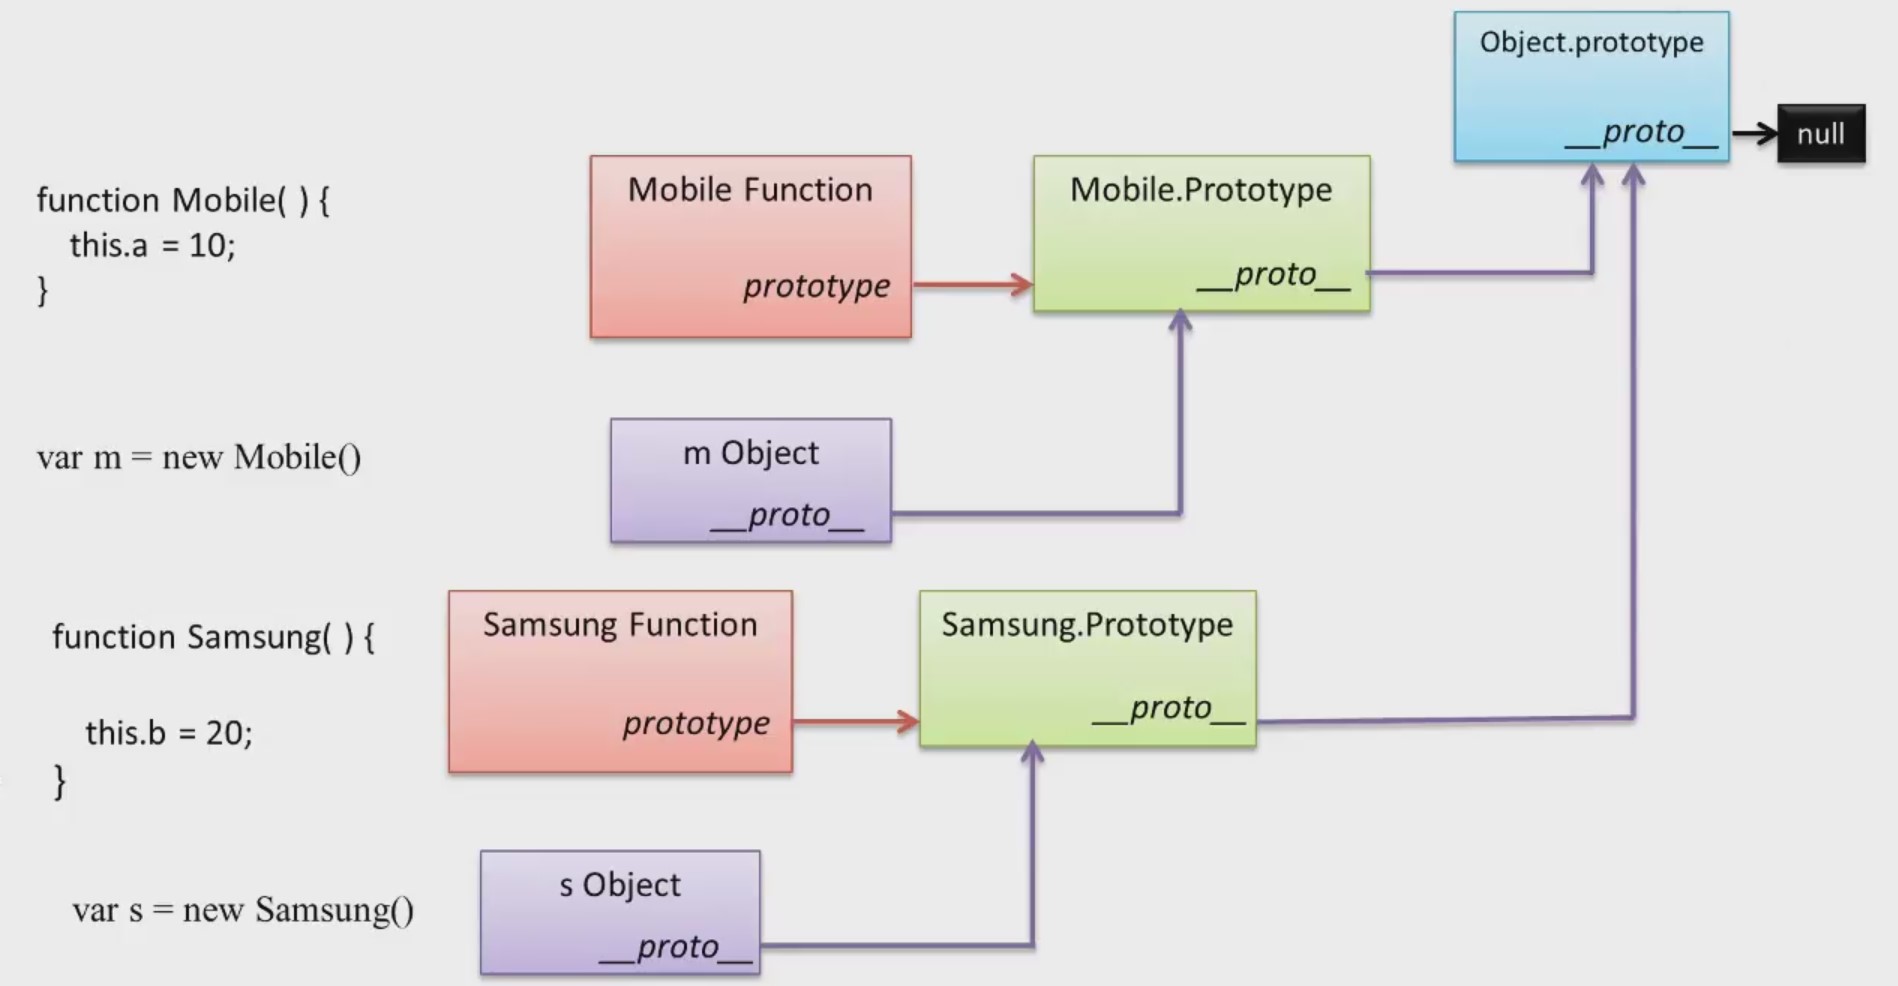 Object.prototype
__proto__
null
function Mobile( ) {
this.a = 10;
}
Mobile Function
prototype
Mobile.Prototype
__proto__
var m = new Mobile()
m Object
__proto__
function Samsung( ) {
this.b = 20;
}
Samsung Function
prototype
Samsung.Prototype
__proto__
var s = new Samsung()
s Object
__proto__